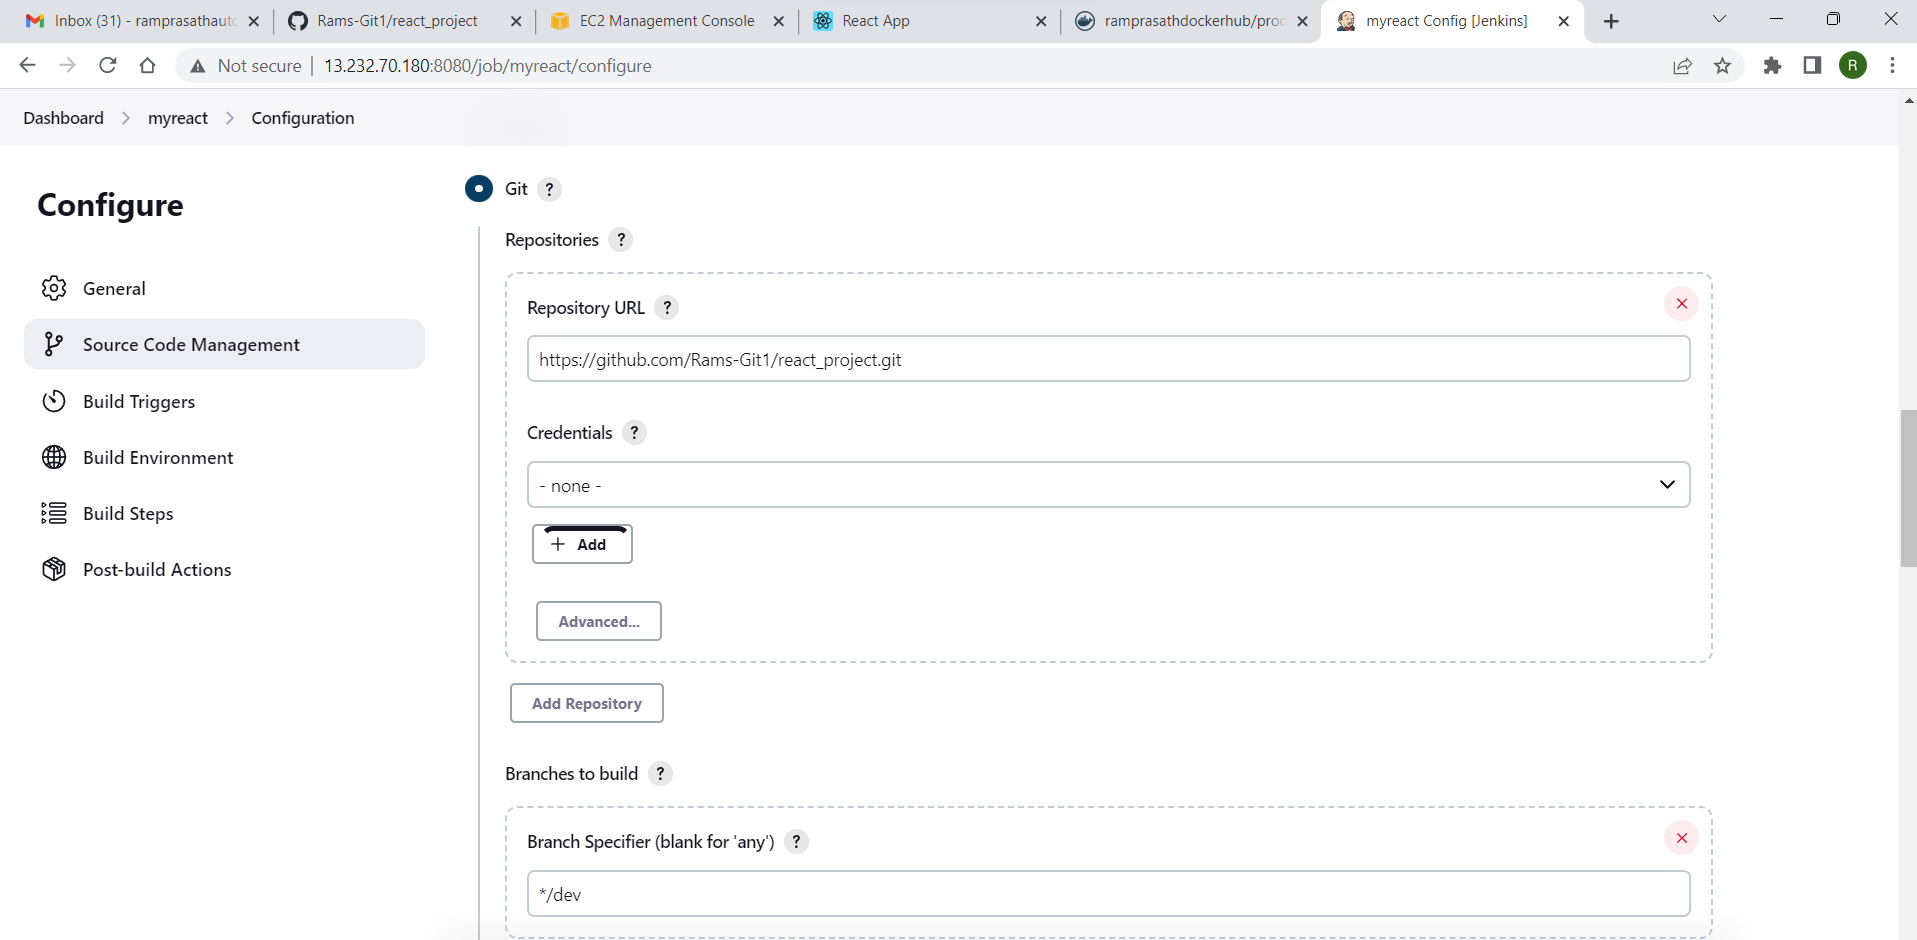 Inbox (31) - ramprasathauto
Rams-Git1/react_project
EC2 Management Console
React App
ramprasathdockerhub/prod
myreact Config [Jenkins]
Not secure
13.232.70.180:8080/job/myreact/configure
R
Dashboard
myreact
Configuration
Configure
General
Source Code Management
Build Triggers
Build Environment
Build Steps
Post-build Actions
Git ?
Repositories ?
Repository URL ?
https://github.com/Rams-Git1/react_project.git
Credentials ?
- none -
+ Add
Advanced...
Add Repository
Branches to build ?
Branch Specifier (blank for 'any') ?
*/dev